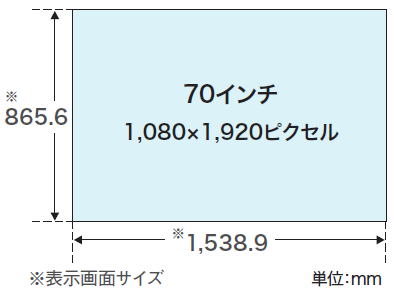 70インチ
1,080×1,920ピクセル
※
865.6
※1,538.9
※表示画面サイズ
単位:mm